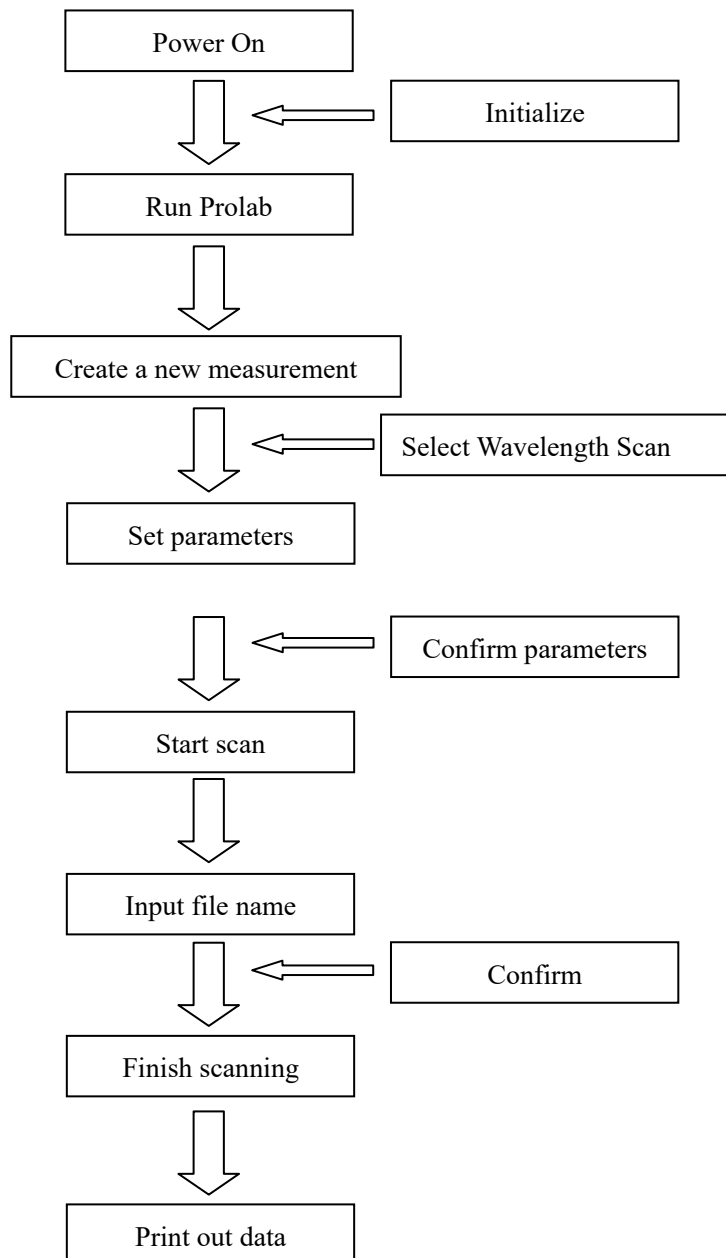 Power On
Initialize
Run Prolab
Create a new measurement
Select Wavelength Scan
Set parameters
Confirm parameters
Start scan
Input file name
Confirm
Finish scanning
Print out data